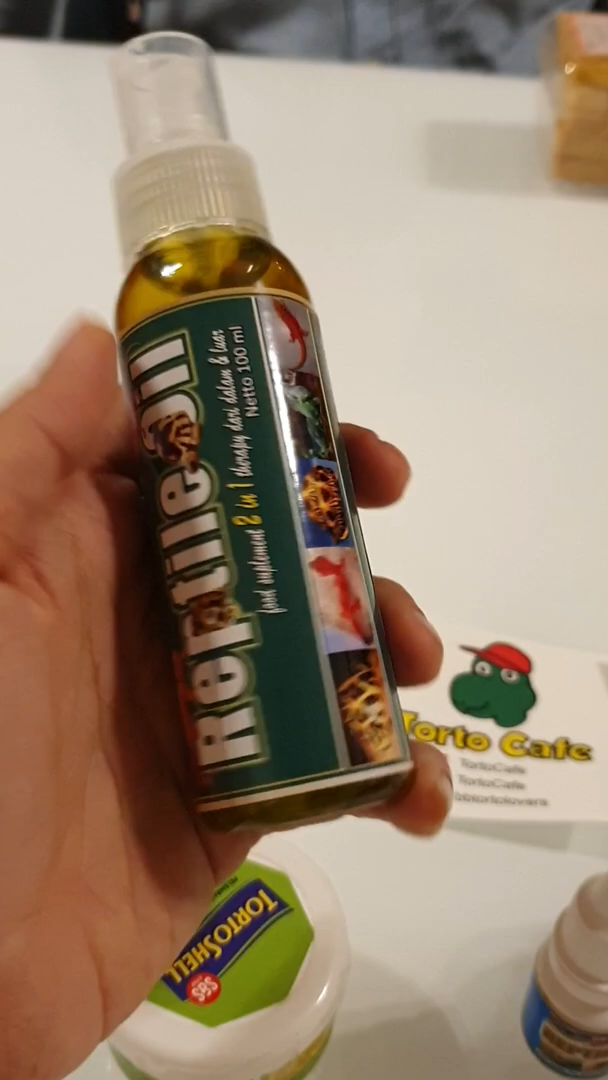 Reptile Oil
food suplement 2 in 1 therapy dari dalam & luar
Netto 100 ml
Torto Cafe
TortoCafe
TortoCafe
TORTOSHELL
SBS